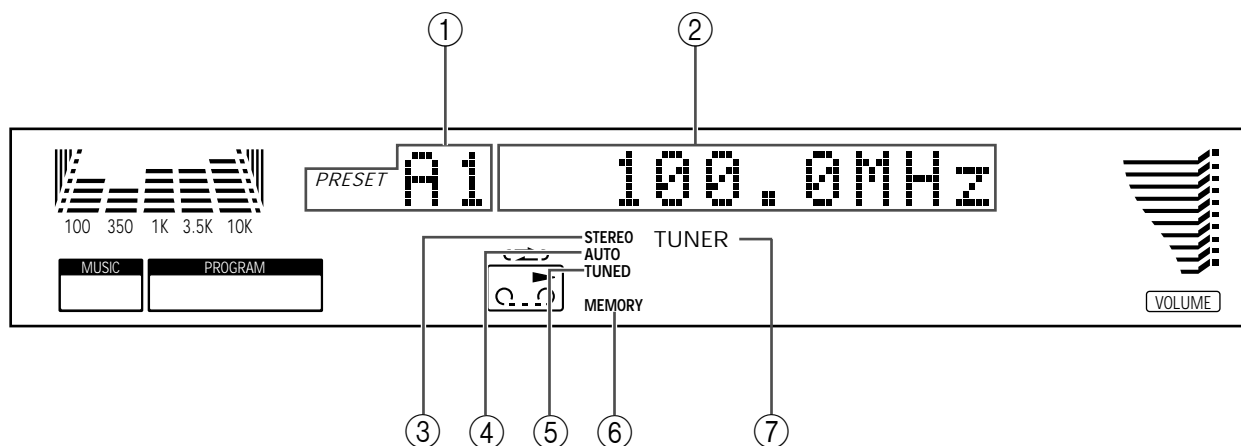 ① ②
PRESET A1 100.0MHz
100 350 1K 3.5K 10K
STEREO TUNER
AUTO
TUNED
MUSIC PROGRAM
MEMORY
VOLUME
③ ④ ⑤ ⑥ ⑦